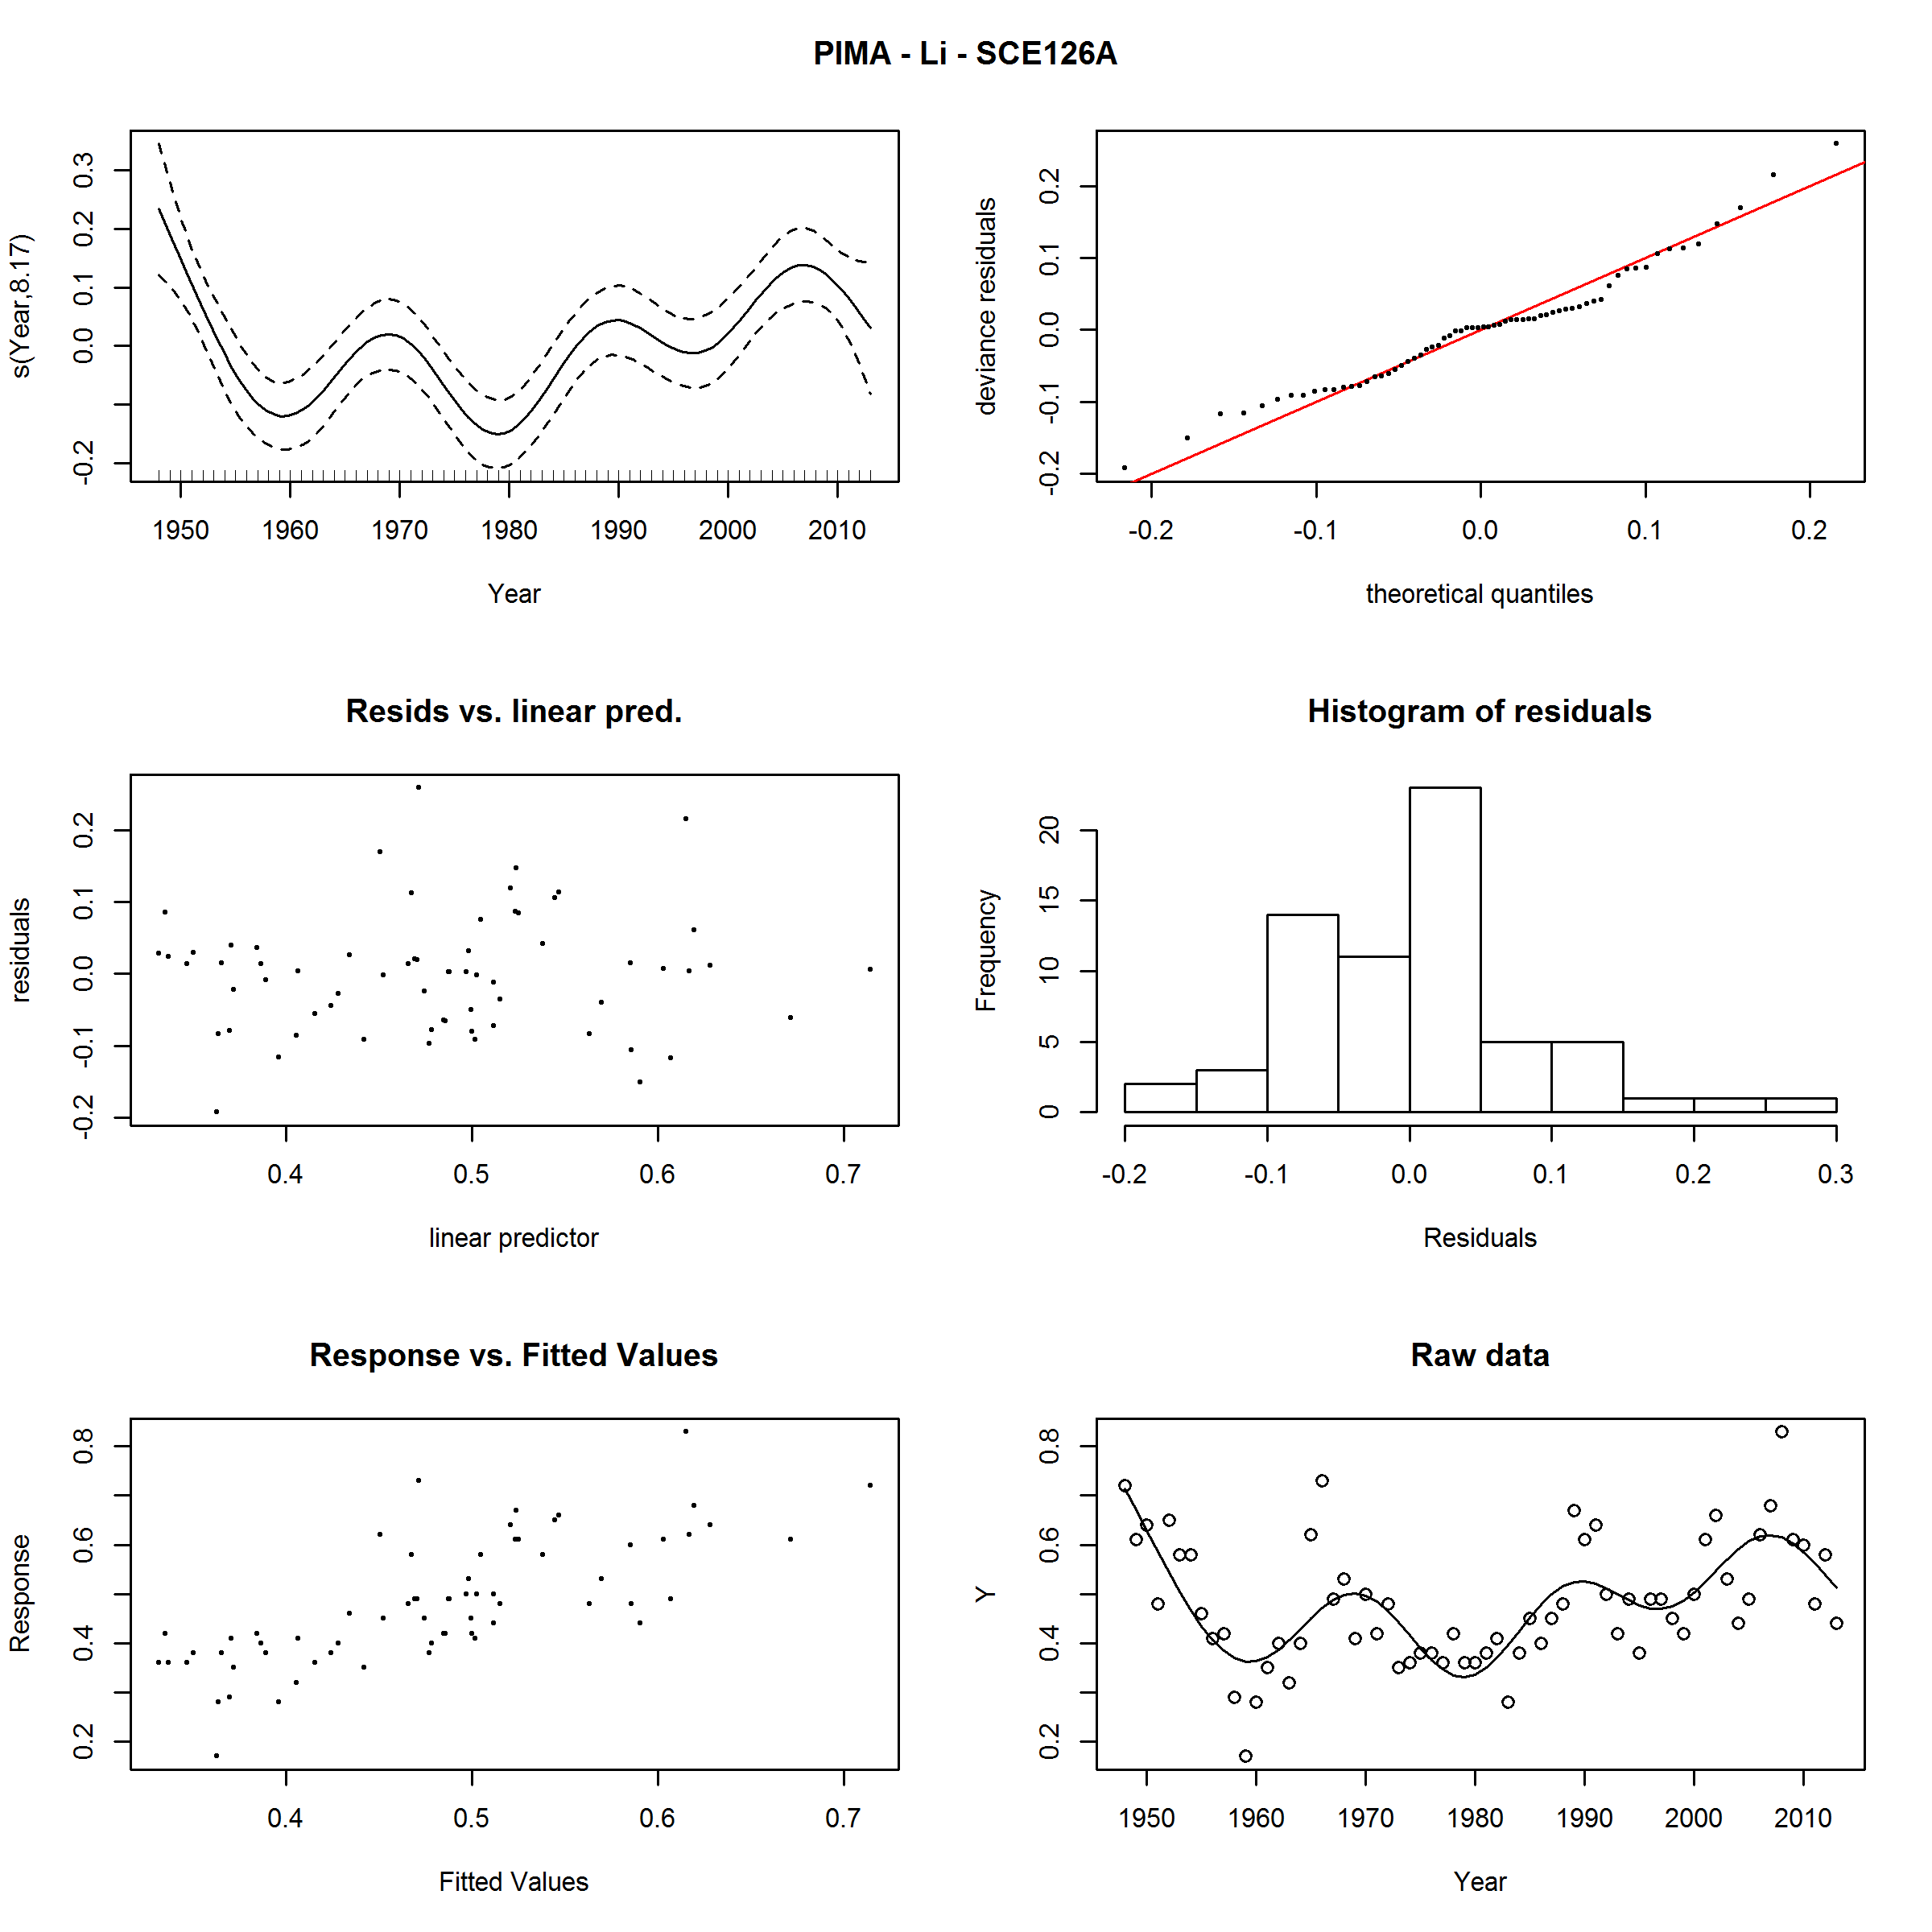 PIMA - Li - SCE126A
s(Year,8.17)
0.3
0.2
0.1
0.0
-0.2
1950 1960 1970 1980 1990 2000 2010
Year
deviance residuals
0.2
0.1
0.0
-0.1
-0.2
-0.2 -0.1 0.0 0.1 0.2
theoretical quantiles
Resids vs. linear pred.
residuals
0.2
0.1
0.0
-0.1
-0.2
0.4 0.5 0.6 0.7
linear predictor
Histogram of residuals
Frequency
20
15
10
5
0
-0.2 -0.1 0.0 0.1 0.2 0.3
Residuals
Response vs. Fitted Values
Response
0.8
0.6
0.4
0.2
0.4 0.5 0.6 0.7
Fitted Values
Raw data
Y
0.8
0.6
0.4
0.2
1950 1960 1970 1980 1990 2000 2010
Year